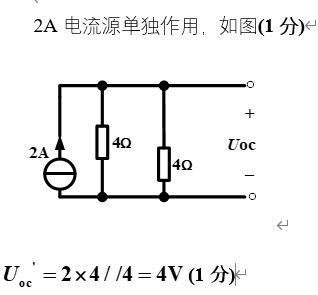 2A 电流源单独作用，如图(1 分)↵
2A
4Ω
4Ω
+
Uoc
−
↵
Uoc' = 2×4//4 = 4V (1 分)↵